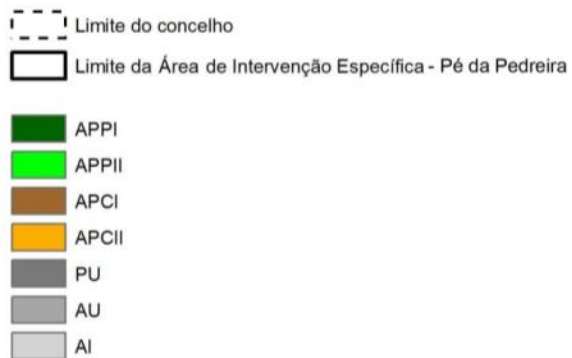 Limite do concelho
Limite da Área de Intervenção Específica - Pé da Pedreira
APPI
APPII
APCI
APCII
PU
AU
AI